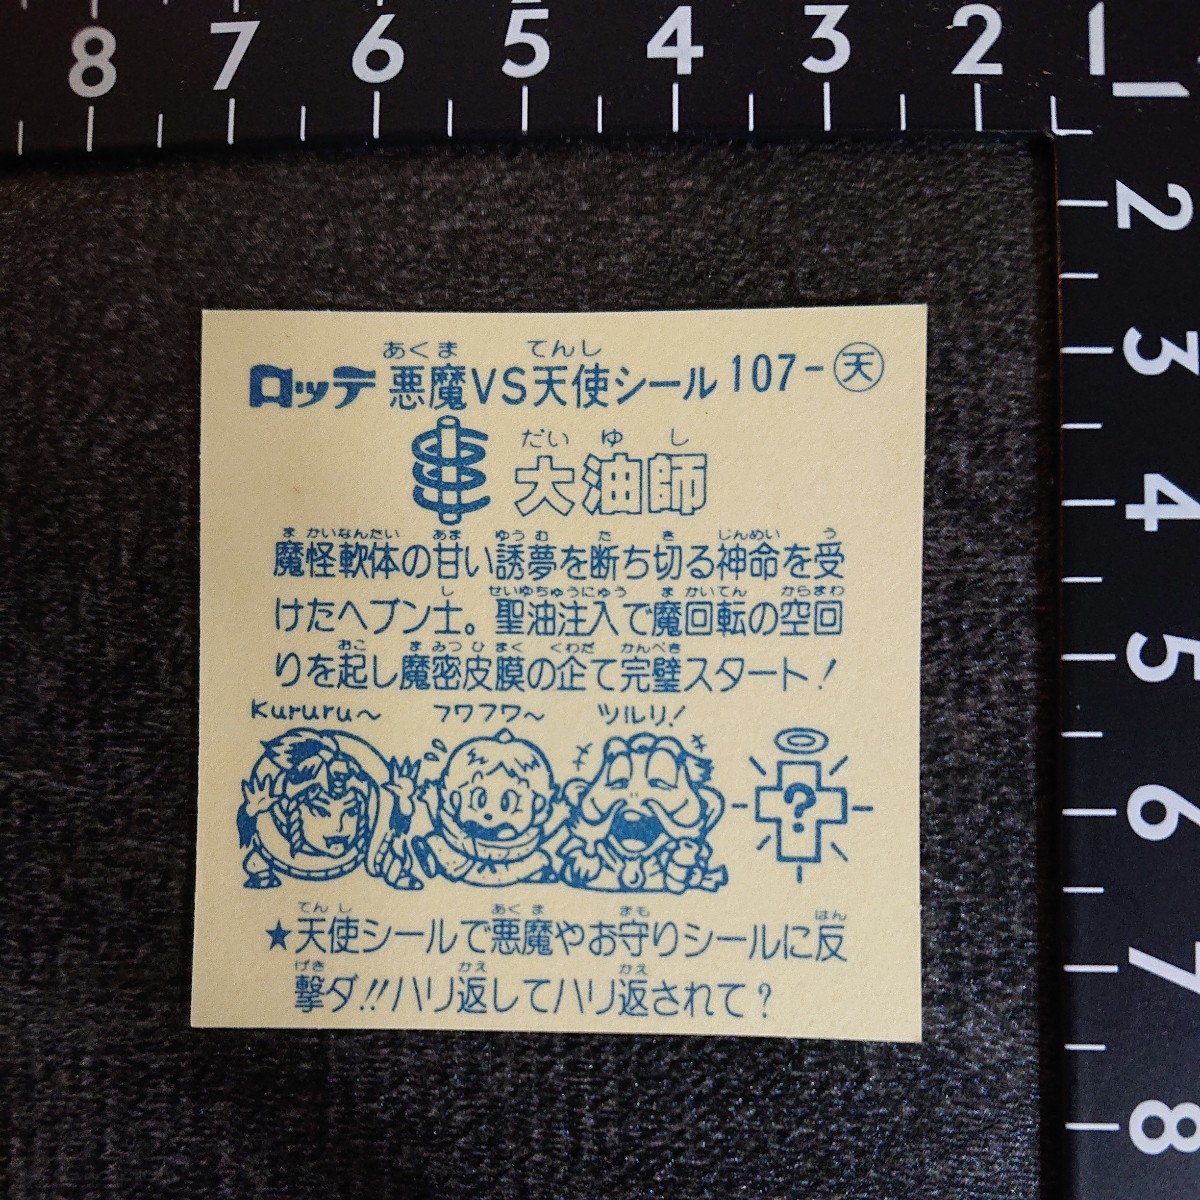 8 7 6 5 4 3 2 1
1
2
3
4
5
6
7
8
あくま てんし
ロッテ 悪魔VS天使シール 107-天
だいゆし
大油師
まかいなんたい あま ゆうむ た き じんめい う
魔怪軟体の甘い誘夢を断ち切る神命を受
し せいゆちゅうにゅう まかいてん からまわ
けたヘブン士。聖油注入で魔回転の空回
おこ まみつひまく くわだ かんぺき
りを起し魔密皮膜の企て完璧スタート!
Kururu〜 フワフワ〜 ツルリ!
?
てんし あくま まも はん
★天使シールで悪魔やお守りシールに反
げき かえ かえ
撃ダ!!ハリ返してハリ返されて?